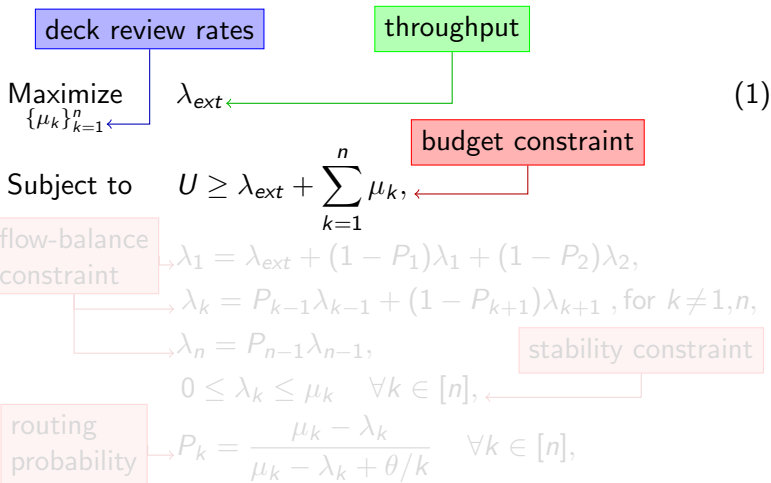 deck review rates
throughput
Maximize λ_ext (1)
{μ_k}_{k=1}^n
budget constraint
Subject to U ≥ λ_ext + ∑_{k=1}^{n} μ_k,
flow-balance
constraint
λ_1 = λ_ext + (1 − P_1)λ_1 + (1 − P_2)λ_2,
λ_k = P_{k−1}λ_{k−1} + (1 − P_{k+1})λ_{k+1} , for k≠1,n,
λ_n = P_{n−1}λ_{n−1},
stability constraint
0 ≤ λ_k ≤ μ_k ∀k ∈ [n],
routing
probability
P_k = (μ_k − λ_k) / (μ_k − λ_k + θ/k) ∀k ∈ [n],